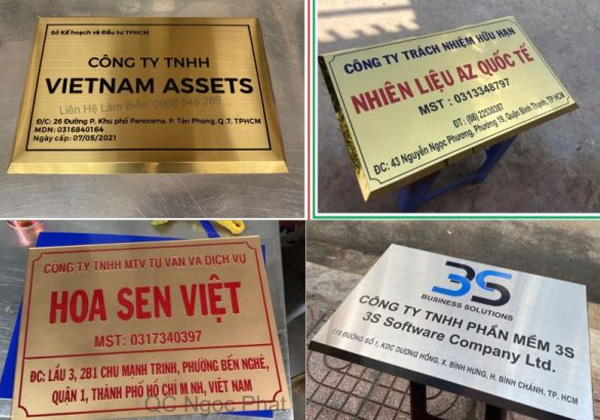 Sở Kế hoạch và Đầu tư TPHCM
CÔNG TY TNHH
VIETNAM ASSETS
Liên Hệ Làm Biển: 0908 546 286
Đ/C: 26 Đường P, Khu phố Panorama, P. Tân Phong, Q.7, TPHCM
MDN: 0316840164
Ngày cấp: 07/05/2021
CÔNG TY TRÁCH NHIỆM HỮU HẠN
NHIÊN LIỆU AZ QUỐC TẾ
MST : 0313348797
ĐT : (08) 22530387
ĐC: 43 Nguyễn Ngọc Phương, Phường 19, Quận Bình Thạnh, TP.HCM
CÔNG TY TNHH MTV TƯ VẤN VÀ DỊCH VỤ
HOA SEN VIỆT
MST: 0317340397
ĐC: LẦU 3, 2B1 CHU MẠNH TRINH, PHƯỜNG BẾN NGHÉ,
QUẬN 1, THÀNH PHỐ HỒ CHÍ MINH, VIỆT NAM
QC Ngoc Phat
3S
BUSINESS SOLUTIONS
CÔNG TY TNHH PHẦN MỀM 3S
3S Software Company Ltd.
119 ĐƯỜNG SỐ 1, KDC DƯƠNG HỒNG, X. BÌNH HƯNG, H. BÌNH CHÁNH, TP. HCM